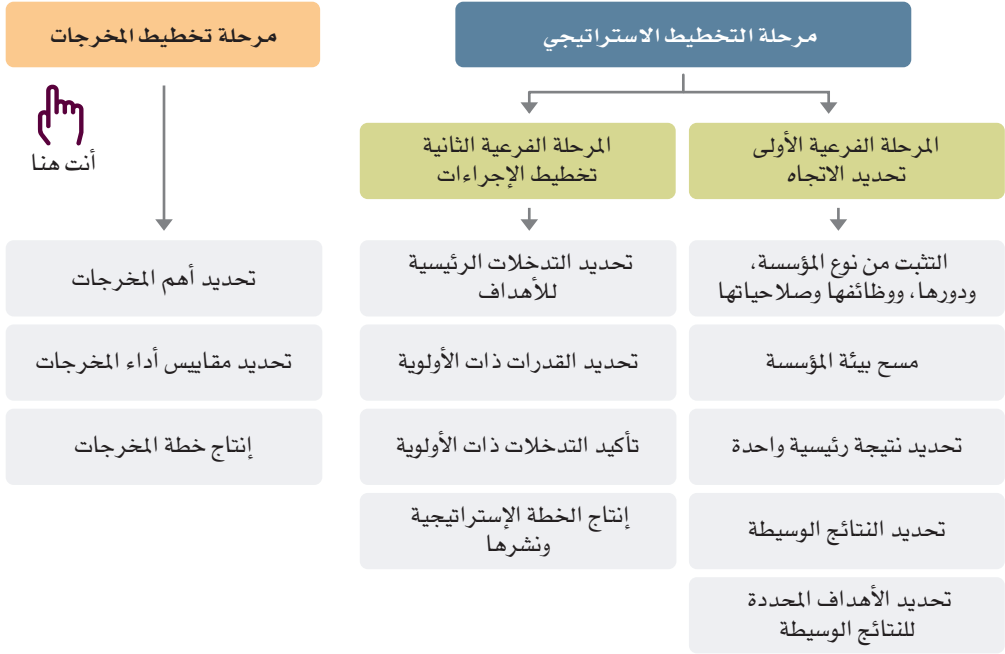 مرحلة التخطيط الاستراتيجي
المرحلة الفرعية الأولى
تحديد الاتجاه
التثبت من نوع المؤسسة،
ودورها، ووظائفها وصلاحياتها
مسح بيئة المؤسسة
تحديد نتيجة رئيسية واحدة
تحديد النتائج الوسيطة
تحديد الأهداف المحددة
للنتائج الوسيطة
المرحلة الفرعية الثانية
تخطيط الإجراءات
تحديد التدخلات الرئيسية
للأهداف
تحديد القدرات ذات الأولوية
تأكيد التدخلات ذات الأولوية
إنتاج الخطة الإستراتيجية
ونشرها
مرحلة تخطيط المخرجات
أنت هنا
تحديد أهم المخرجات
تحديد مقاييس أداء المخرجات
إنتاج خطة المخرجات